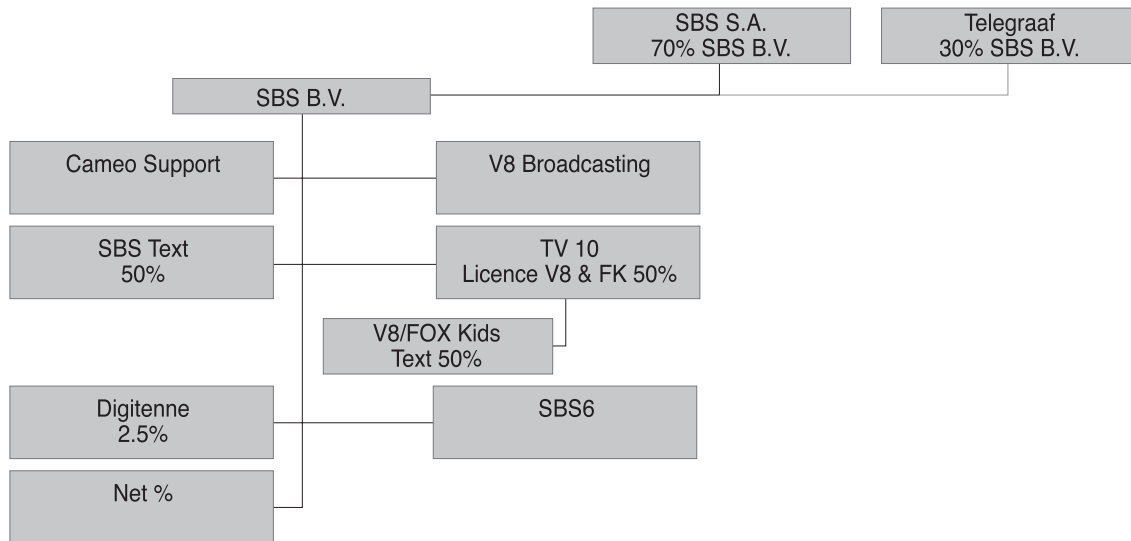 SBS S.A.
70% SBS B.V.
Telegraaf
30% SBS B.V.
SBS B.V.
Cameo Support
V8 Broadcasting
SBS Text
50%
TV 10
Licence V8 & FK 50%
V8/FOX Kids
Text 50%
Digitenne
2.5%
SBS6
Net %